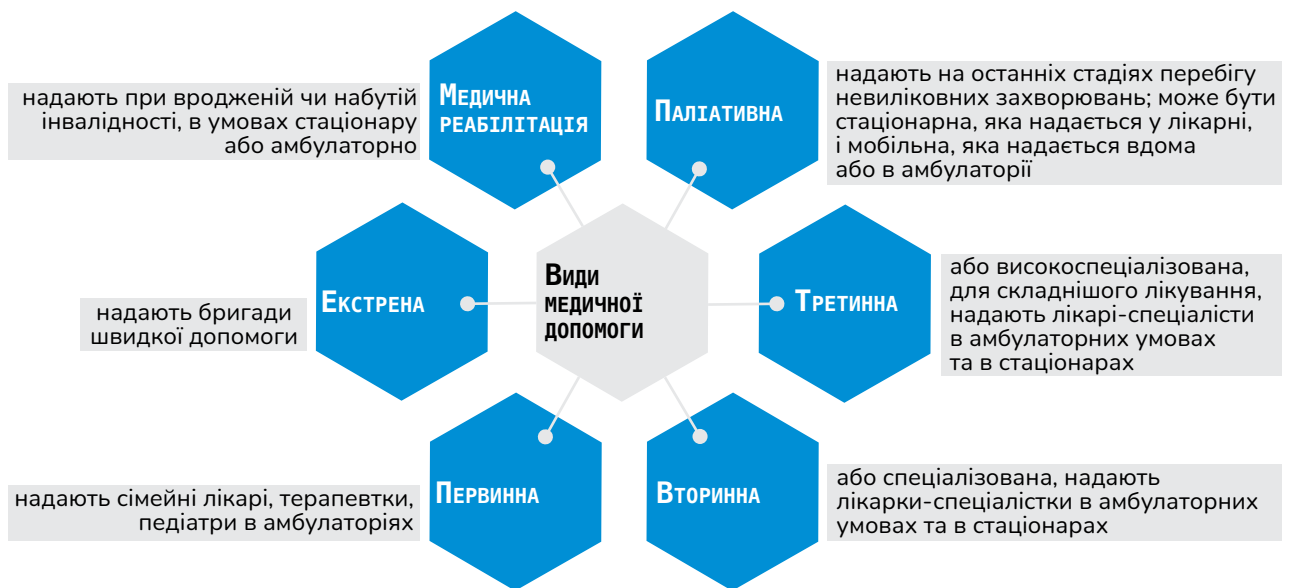 Види
медичної
допомоги
Медична
реабілітація
надають при вродженій чи набутій
інвалідності, в умовах стаціонару
або амбулаторно
Паліативна
надають на останніх стадіях перебігу
невиліковних захворювань; може бути
стаціонарна, яка надається у лікарні,
і мобільна, яка надається вдома
або в амбулаторії
Екстрена
надають бригади
швидкої допомоги
Третинна
або високоспеціалізована,
для складнішого лікування,
надають лікарі-спеціалісти
в амбулаторних умовах
та в стаціонарах
Первинна
надають сімейні лікарі, терапевтки,
педіатри в амбулаторіях
Вторинна
або спеціалізована, надають
лікарки-спеціалістки в амбулаторних
умовах та в стаціонарах